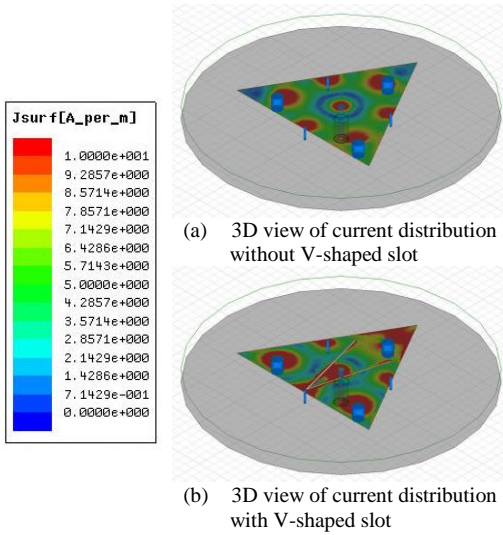 Jsurf[A_per_m]
1.0000e+001
9.2857e+000
8.5714e+000
7.8571e+000
7.1429e+000
6.4286e+000
5.7143e+000
5.0000e+000
4.2857e+000
3.5714e+000
2.8571e+000
2.1429e+000
1.4286e+000
7.1429e-001
0.0000e+000
(a) 3D view of current distribution
without V-shaped slot
(b) 3D view of current distribution
with V-shaped slot